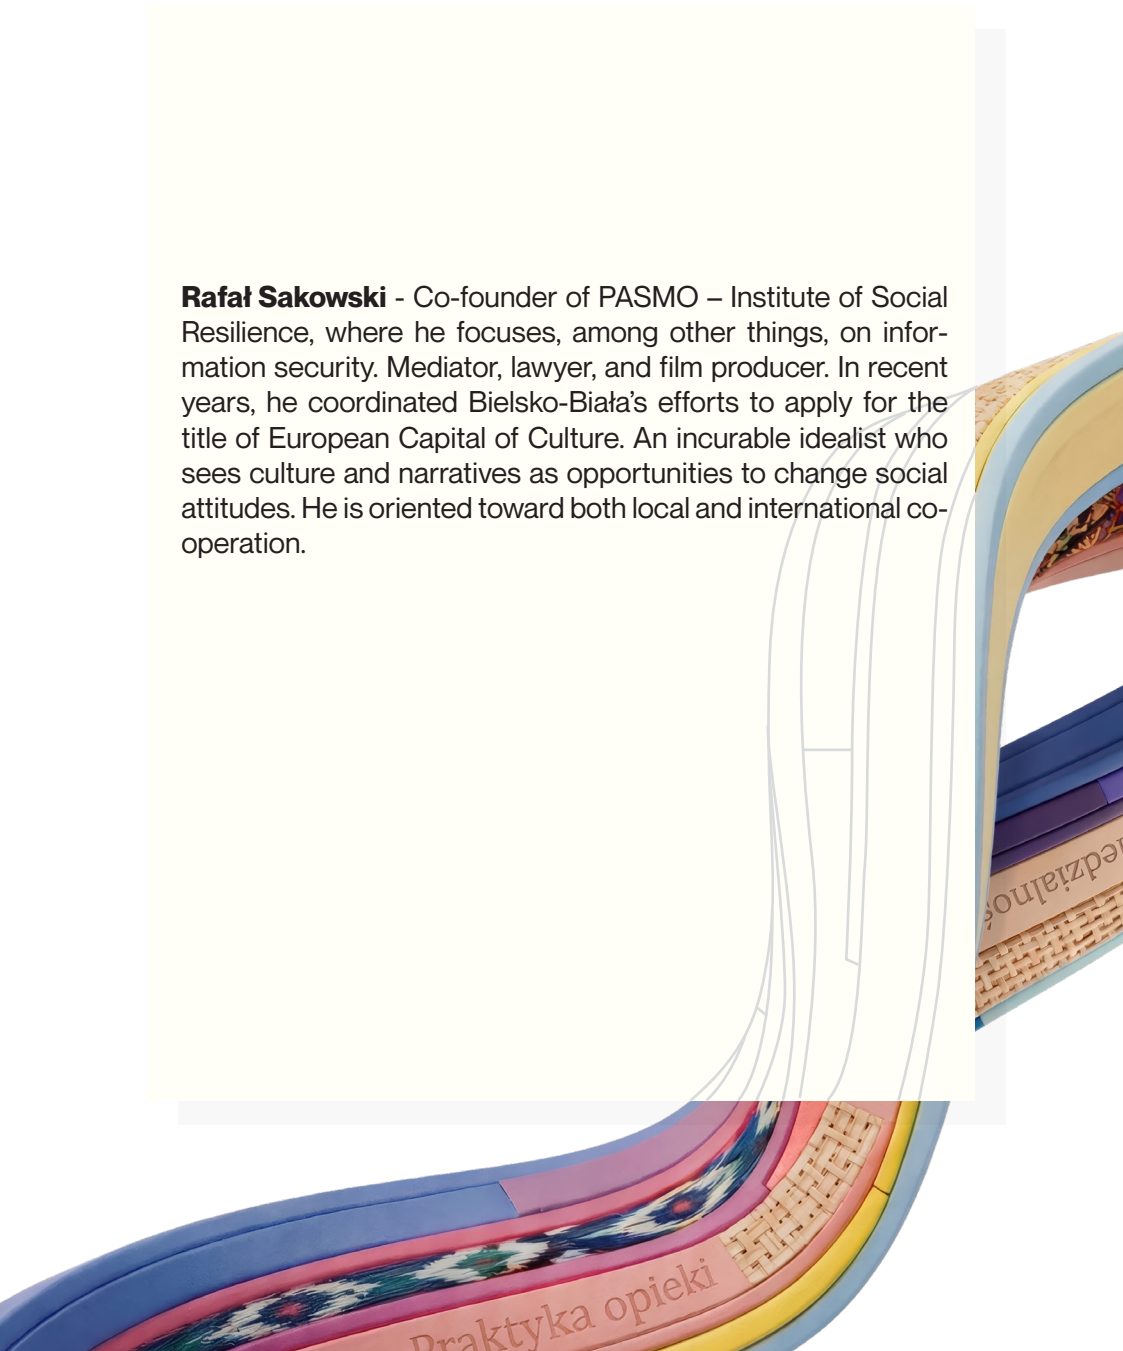 Rafał Sakowski - Co-founder of PASMO – Institute of Social
Resilience, where he focuses, among other things, on infor-
mation security. Mediator, lawyer, and film producer. In recent
years, he coordinated Bielsko-Biała’s efforts to apply for the
title of European Capital of Culture. An incurable idealist who
sees culture and narratives as opportunities to change social
attitudes. He is oriented toward both local and international co-
operation.
Praktyka opieki